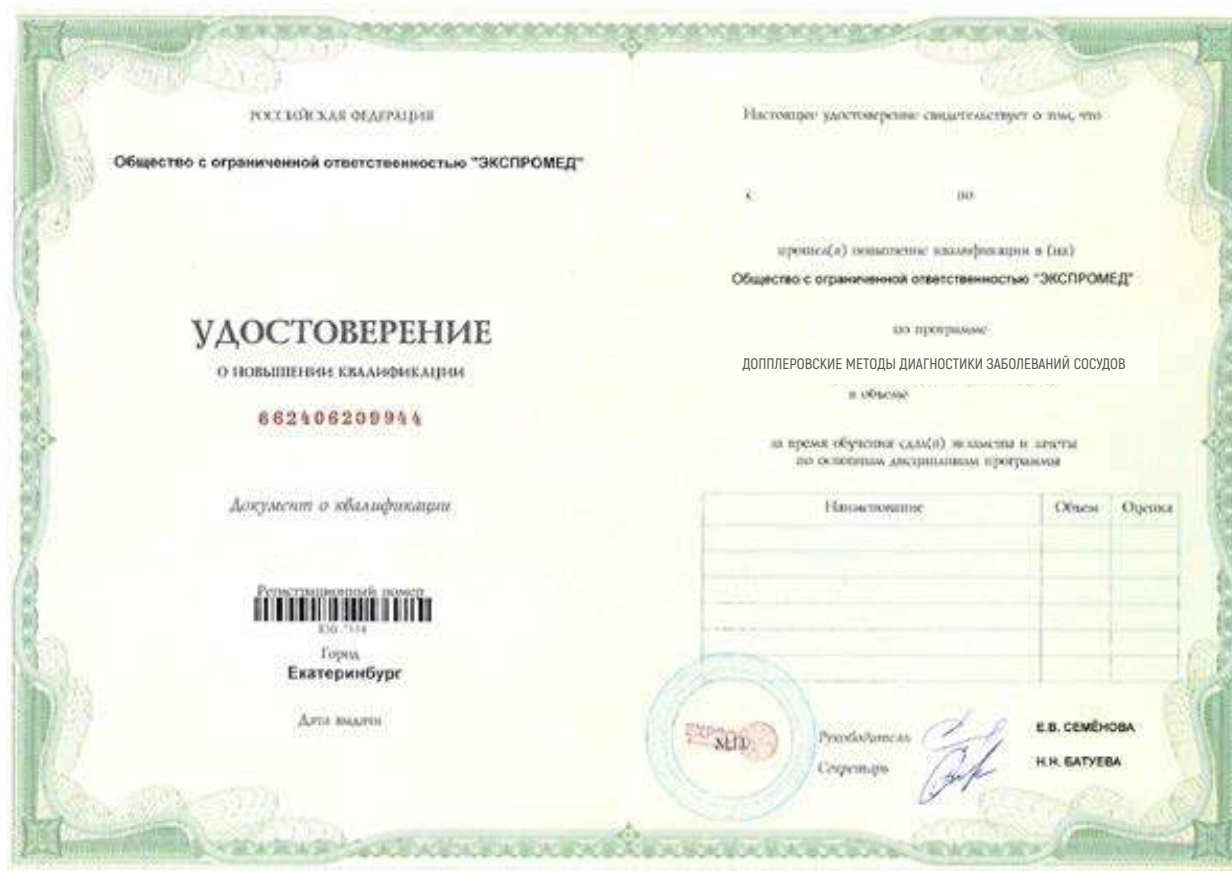 РОССИЙСКАЯ ФЕДЕРАЦИЯ
Общество с ограниченной ответственностью "ЭКСПРОМЕД"
УДОСТОВЕРЕНИЕ
О ПОВЫШЕНИИ КВАЛИФИКАЦИИ
662406209944
Документ о квалификации
Регистрационный номер
Город
Екатеринбург
Дата выдачи
Настоящее удостоверение свидетельствует о том, что
с по
прошел(а) повышение квалификации в (на)
Общество с ограниченной ответственностью "ЭКСПРОМЕД"
по программе
ДОППЛЕРОВСКИЕ МЕТОДЫ ДИАГНОСТИКИ ЗАБОЛЕВАНИЙ СОСУДОВ
в объеме
за время обучения сдал(а) экзамены и зачеты
по основным дисциплинам программы
Наименование Объем Оценка
М.П.
Руководитель Е.В. СЕМЁНОВА
Секретарь Н.Н. БАТУЕВА